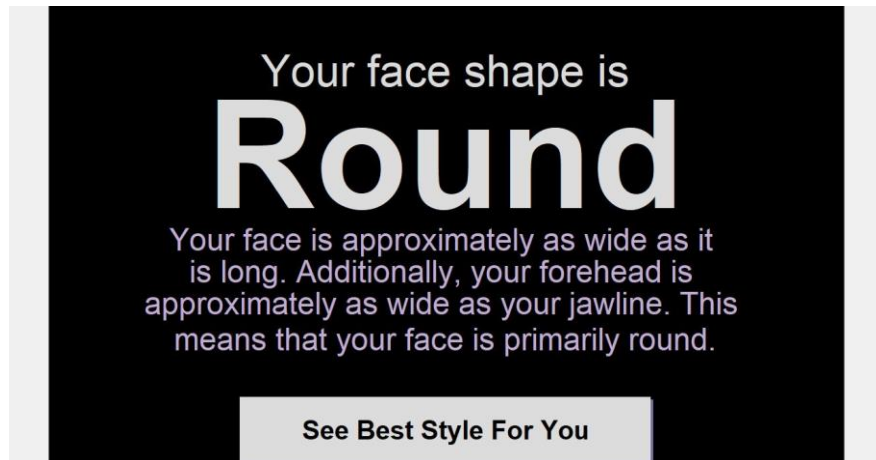 Your face shape is
Round
Your face is approximately as wide as it
is long. Additionally, your forehead is
approximately as wide as your jawline. This
means that your face is primarily round.
See Best Style For You